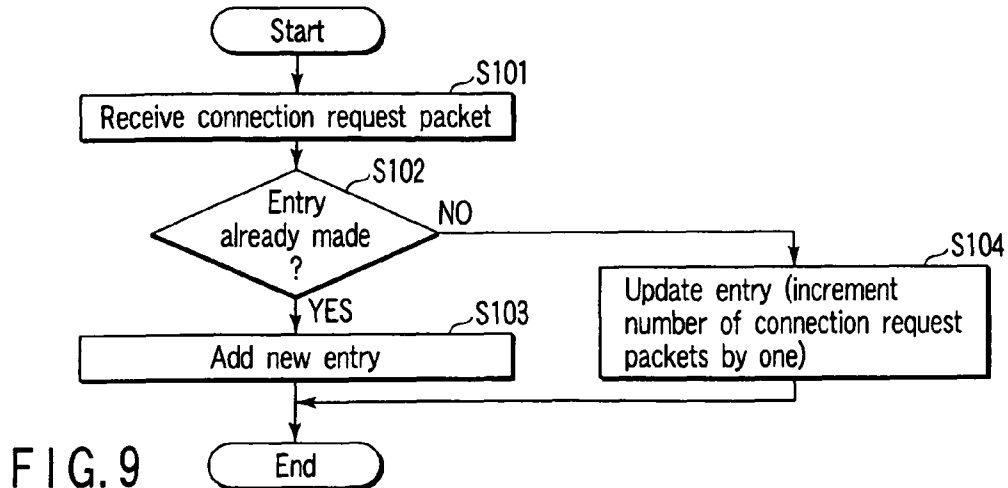 Start
S101
Receive connection request packet
S102
Entry
already made
?
NO
YES
S104
Update entry (increment
number of connection request
packets by one)
S103
Add new entry
End
FIG. 9